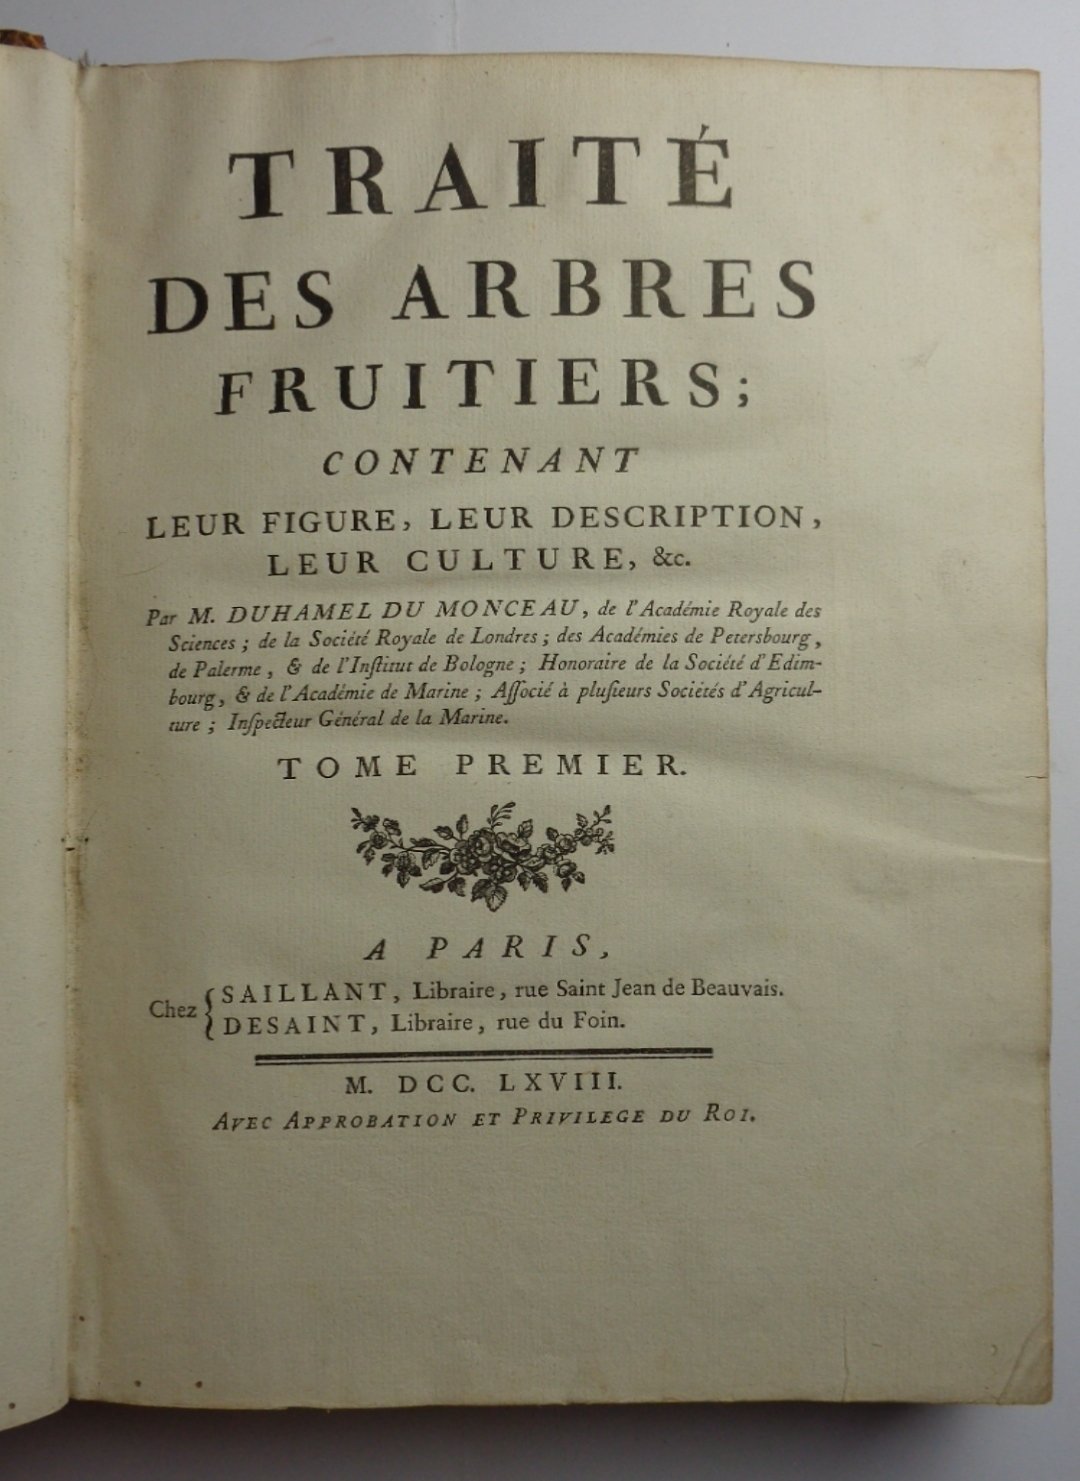 TRAITÉ
DES ARBRES
FRUITIERS;
CONTENANT
LEUR FIGURE, LEUR DESCRIPTION,
LEUR CULTURE, &c.
Par M. DUHAMEL DU MONCEAU, de l'Académie Royale des
Sciences ; de la Société Royale de Londres ; des Académies de Petersbourg,
de Palerme, & de l'Inſtitut de Bologne ; Honoraire de la Société d'Edim-
bourg, & de l'Académie de Marine ; Aſſocié à pluſieurs Sociétés d'Agricul-
ture ; Inſpecteur Général de la Marine.
TOME PREMIER.
A PARIS,
Chez { SAILLANT, Libraire, rue Saint Jean de Beauvais.
DESAINT, Libraire, rue du Foin.
M. DCC. LXVIII.
AVEC APPROBATION ET PRIVILEGE DU ROI.